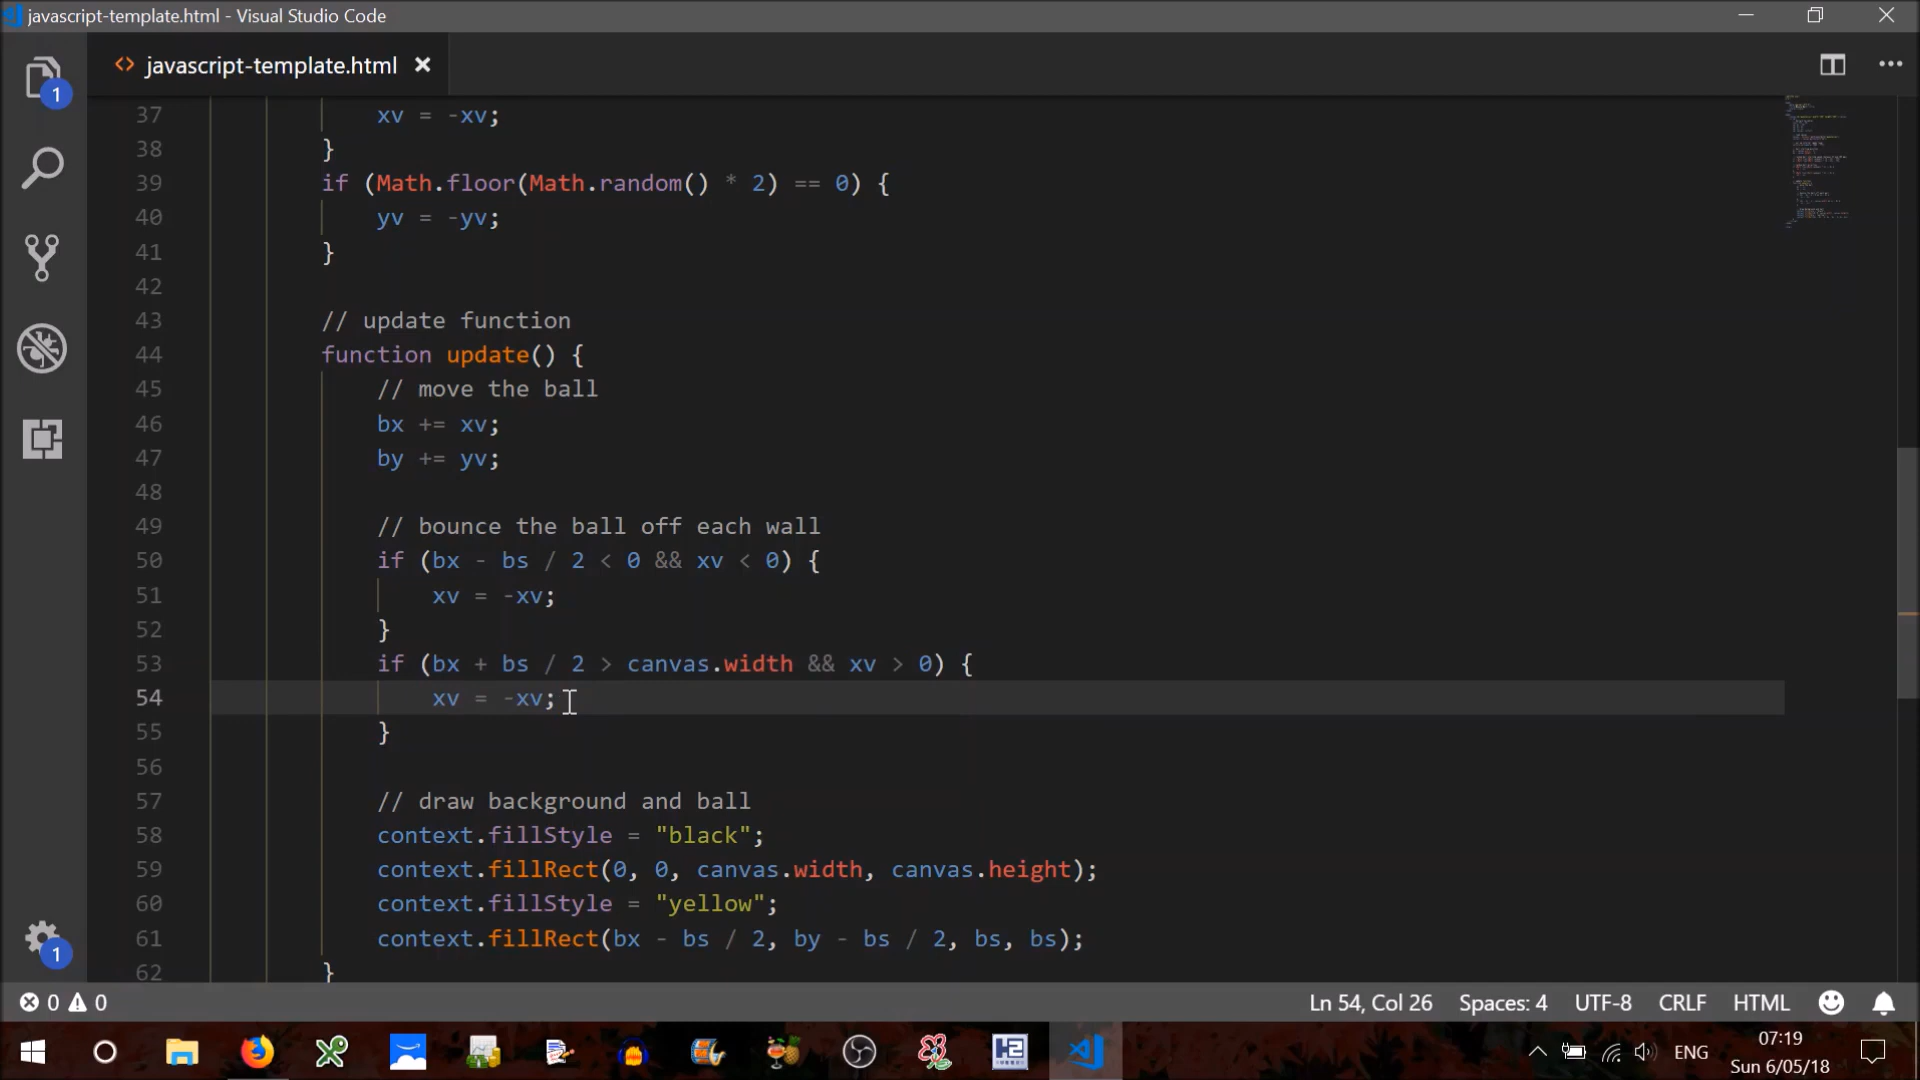 javascript-template.html - Visual Studio Code
1
<> javascript-template.html ×
37 xv = -xv;
38 }
39 if (Math.floor(Math.random() * 2) == 0) {
40 yv = -yv;
41 }
42
43 // update function
44 function update() {
45 // move the ball
46 bx += xv;
47 by += yv;
48
49 // bounce the ball off each wall
50 if (bx - bs / 2 < 0 && xv < 0) {
51 xv = -xv;
52 }
53 if (bx + bs / 2 > canvas.width && xv > 0) {
54 xv = -xv;
55 }
56
57 // draw background and ball
58 context.fillStyle = "black";
59 context.fillRect(0, 0, canvas.width, canvas.height);
60 context.fillStyle = "yellow";
61 context.fillRect(bx - bs / 2, by - bs / 2, bs, bs);
62 }
1
0 0 Ln 54, Col 26 Spaces: 4 UTF-8 CRLF HTML
ENG 07:19
Sun 6/05/18